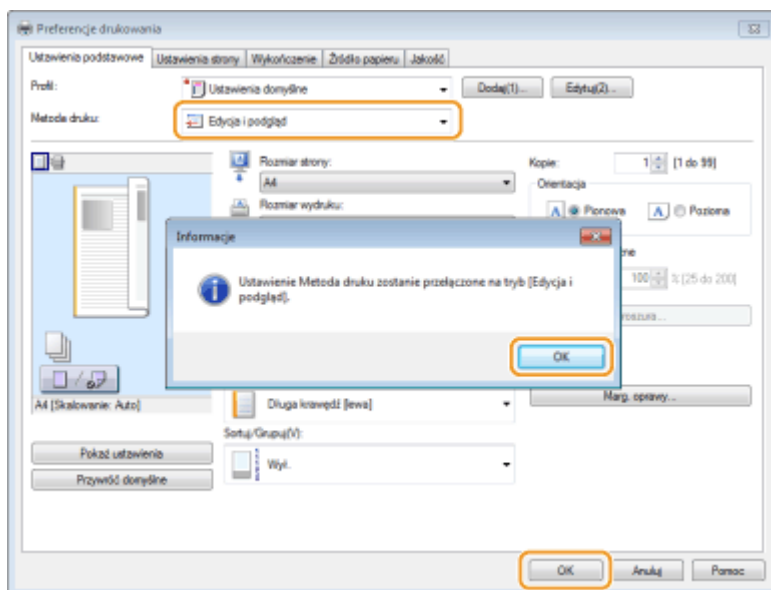 Preferencje drukowania
Ustawienia podstawowe Ustawienia strony Wykończenie Źródło papieru Jakość
Profil: Ustawienia domyślne Dodaj(1)... Edytuj(2)...
Metoda druku: Edycja i podgląd
Rozmiar strony: Kopie: 1 [1 do 99]
A4 Orientacja
Rozmiar wydruku: A Pionowa A Pozioma
Informacje
Ustawienie Metoda druku zostanie przełączone na tryb [Edycja i
podgląd].
100 % [25 do 200]
OK
A4 [Skalowanie: Auto] Długa krawędź [lewa] Marg. oprawy...
Sortuj/Grupuj(V):
Pokaż ustawienia Wył.
Przywróć domyślne
OK Anuluj Pomoc